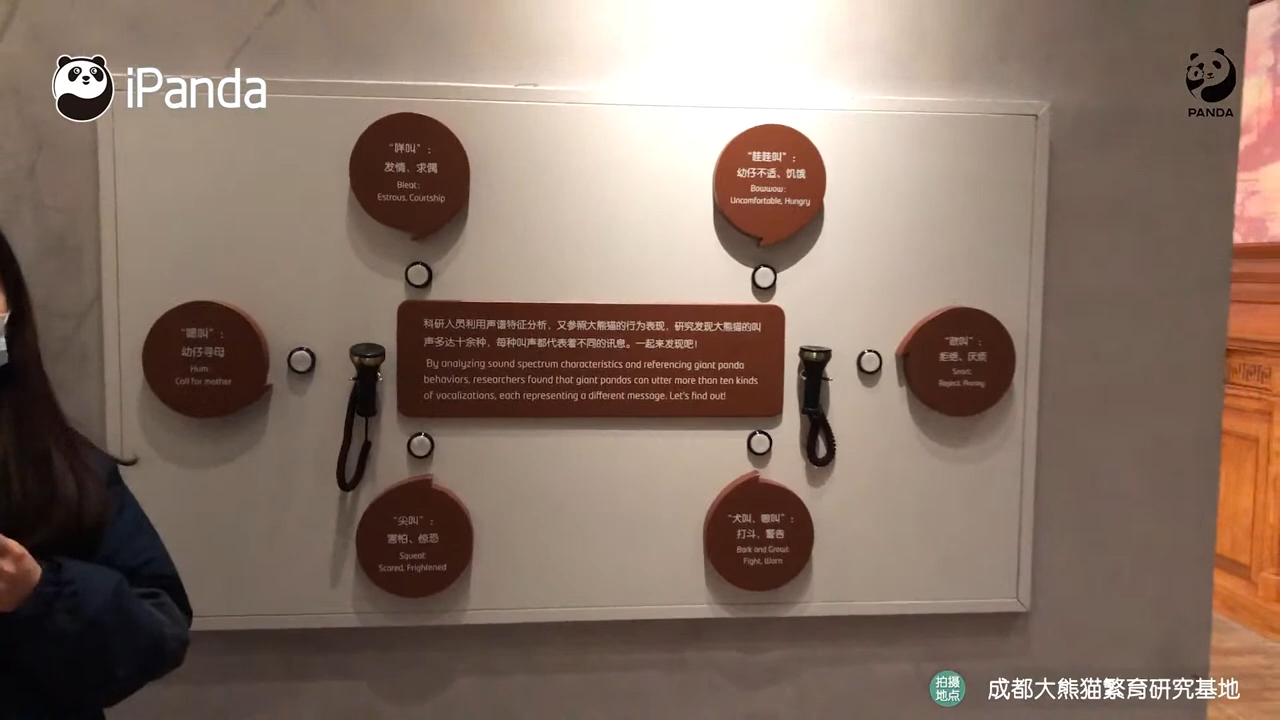 iPanda
PANDA
“咩叫”：
发情、求偶
Bleat:
Estrous, Courtship
“哇哇叫”：
幼仔不适、饥饿
Bowwow:
Uncomfortable, Hungry
“嗯叫”：
幼仔寻母
Hum:
Call for mother
科研人员利用声谱特征分析，又参照大熊猫的行为表现，研究发现大熊猫的叫
声多达十余种，每种叫声都代表着不同的讯息。一起来发现吧！
By analyzing sound spectrum characteristics and referencing giant panda
behaviors, researchers found that giant pandas can utter more than ten kinds
of vocalizations, each representing a different message. Let's find out!
拒绝、厌烦
Snort:
Reject, Annoy
“尖叫”：
害怕、惊恐
Squeal:
Scared, Frightened
“犬叫、
打斗、警告
Bark and Growl:
Fight, Warn
拍摄
地点
成都大熊猫繁育研究基地